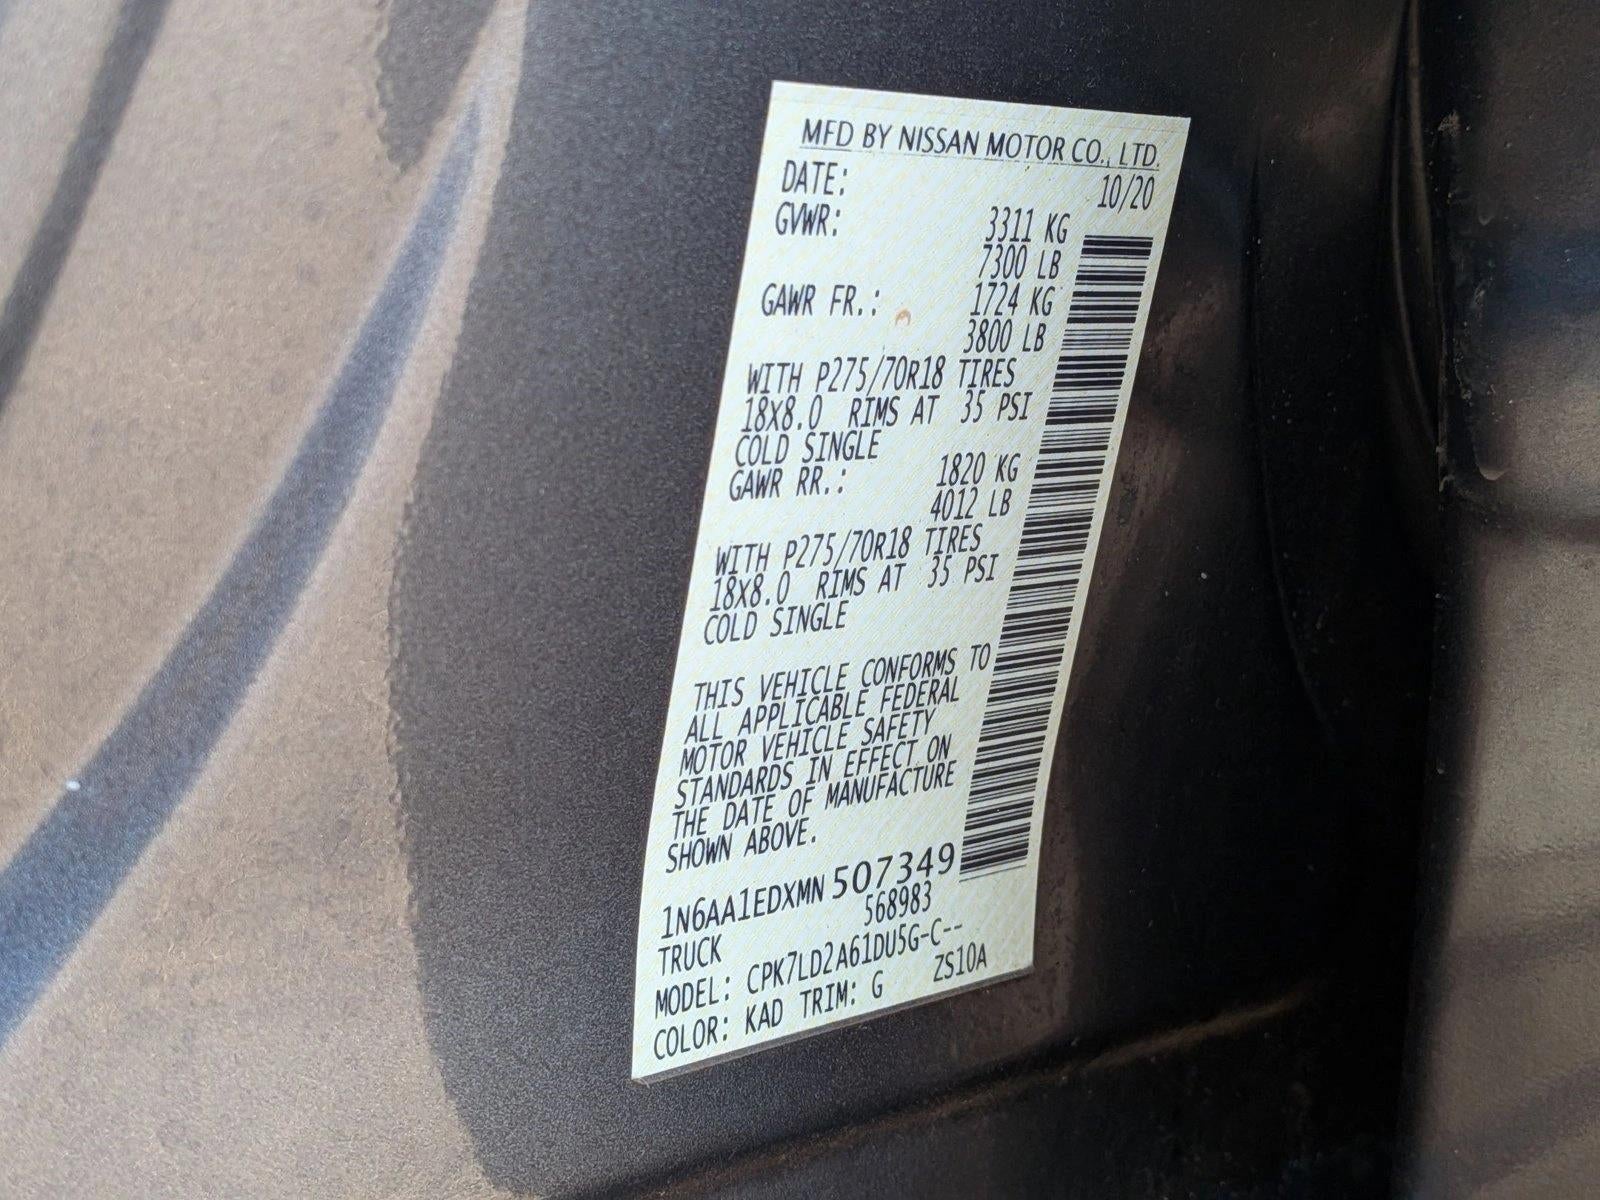 MFD BY NISSAN MOTOR CO., LTD.
DATE: 10/20
GVWR: 3311 KG
7300 LB
GAWR FR.: 1724 KG
3800 LB
WITH P275/70R18 TIRES
18X8.0 RIMS AT 35 PSI
COLD SINGLE
GAWR RR.: 1820 KG
4012 LB
WITH P275/70R18 TIRES
18X8.0 RIMS AT 35 PSI
COLD SINGLE
THIS VEHICLE CONFORMS TO
ALL APPLICABLE FEDERAL
MOTOR VEHICLE SAFETY
STANDARDS IN EFFECT ON
THE DATE OF MANUFACTURE
SHOWN ABOVE.
1N6AA1EDXMN507349
TRUCK 568983
MODEL: CPK7LD2A61DU5G-C--
COLOR: KAD TRIM: G ZS10A